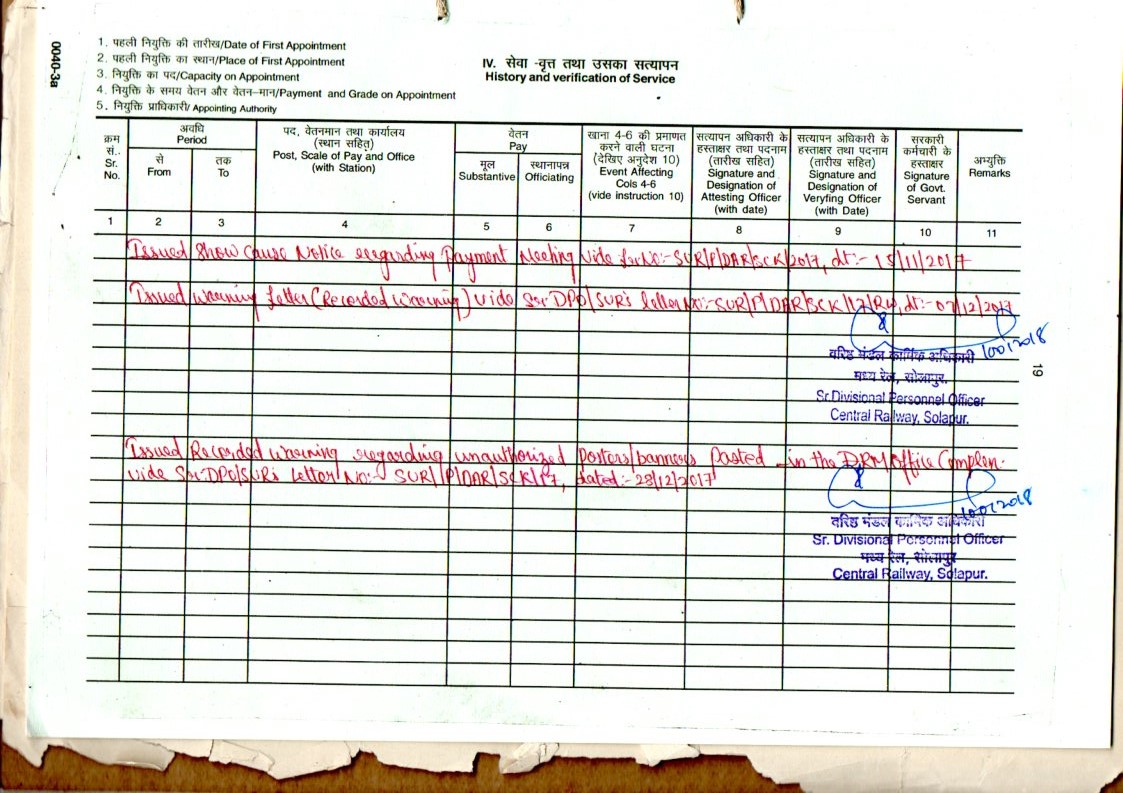 0040-3a
1. पहली नियुक्ति की तारीख/Date of First Appointment
2. पहली नियुक्ति का स्थान/Place of First Appointment
3. नियुक्ति का पद/Capacity on Appointment
4. नियुक्ति के समय वेतन और वेतन-मान/Payment and Grade on Appointment
5. नियुक्ति प्राधिकारी/ Appointing Authority
IV. सेवा -वृत्त तथा उसका सत्यापन
History and verification of Service
क्रम सं.. Sr. No.
अवधि Period
से From
तक To
पद, वेतनमान तथा कार्यालय (स्थान सहित) Post, Scale of Pay and Office (with Station)
वेतन Pay
मूल Substantive
स्थानापन्न Officiating
खाना 4-6 की प्रमाणत करने वाली घटना (देखिए अनुदेश 10) Event Affecting Cols 4-6 (vide instruction 10)
सत्यापन अधिकारी के हस्ताक्षर तथा पदनाम (तारीख सहित) Signature and Designation of Attesting Officer (with date)
सत्यापन अधिकारी के हस्ताक्षर तथा पदनाम (तारीख सहित) Signature and Designation of Veryfing Officer (with Date)
सरकारी कर्मचारी के हस्ताक्षर Signature of Govt. Servant
अभ्युक्ति Remarks
1 2 3 4 5 6 7 8 9 10 11
Issued Show Cause Notice regarding Payment Meeting vide No:- SUR/P/DAR/SCK/2017, dt:- 15/11/2017
Issued Warning Letter (Recorded Warning) vide Sr.DPO/SUR's letter No:- SUR/P/DAR/SCK/17/RW, dt:- 07/12/2017
वरिष्ठ मंडल कार्मिक अधिकारी
मध्य रेल, सोलापुर.
Sr.Divisional Personnel Officer
Central Railway, Solapur.
19
Issued Recorded Warning regarding unauthorized posters/banners Pasted in the DRM Office Complex.
vide Sr.DPO/SUR's Letter No:- SUR/P/DAR/SCK/17, dated:- 28/12/2017
वरिष्ठ मंडल कार्मिक अधिकारी
Sr. Divisional Personnel Officer
मध्य रेल, सोलापुर
Central Railway, Solapur.